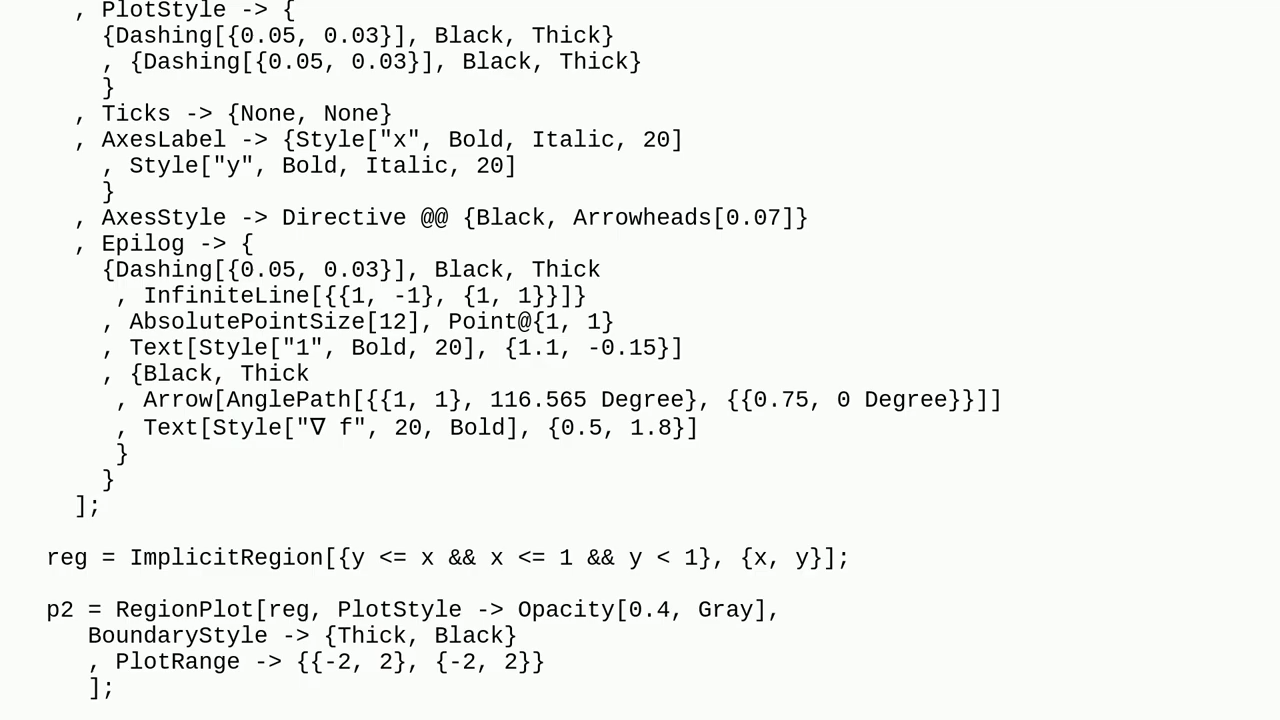 , PlotStyle -> {
{Dashing[{0.05, 0.03}], Black, Thick}
, {Dashing[{0.05, 0.03}], Black, Thick}
}
, Ticks -> {None, None}
, AxesLabel -> {Style["x", Bold, Italic, 20]
, Style["y", Bold, Italic, 20]
}
, AxesStyle -> Directive @@ {Black, Arrowheads[0.07]}
, Epilog -> {
{Dashing[{0.05, 0.03}], Black, Thick
, InfiniteLine[{{1, -1}, {1, 1}}]}
, AbsolutePointSize[12], Point@{1, 1}
, Text[Style["1", Bold, 20], {1.1, -0.15}]
, {Black, Thick
, Arrow[AnglePath[{{1, 1}, 116.565 Degree}, {{0.75, 0 Degree}}]]
, Text[Style["∇ f", 20, Bold], {0.5, 1.8}]
}
}
];
reg = ImplicitRegion[{y <= x && x <= 1 && y < 1}, {x, y}];
p2 = RegionPlot[reg, PlotStyle -> Opacity[0.4, Gray],
BoundaryStyle -> {Thick, Black}
, PlotRange -> {{-2, 2}, {-2, 2}}
];